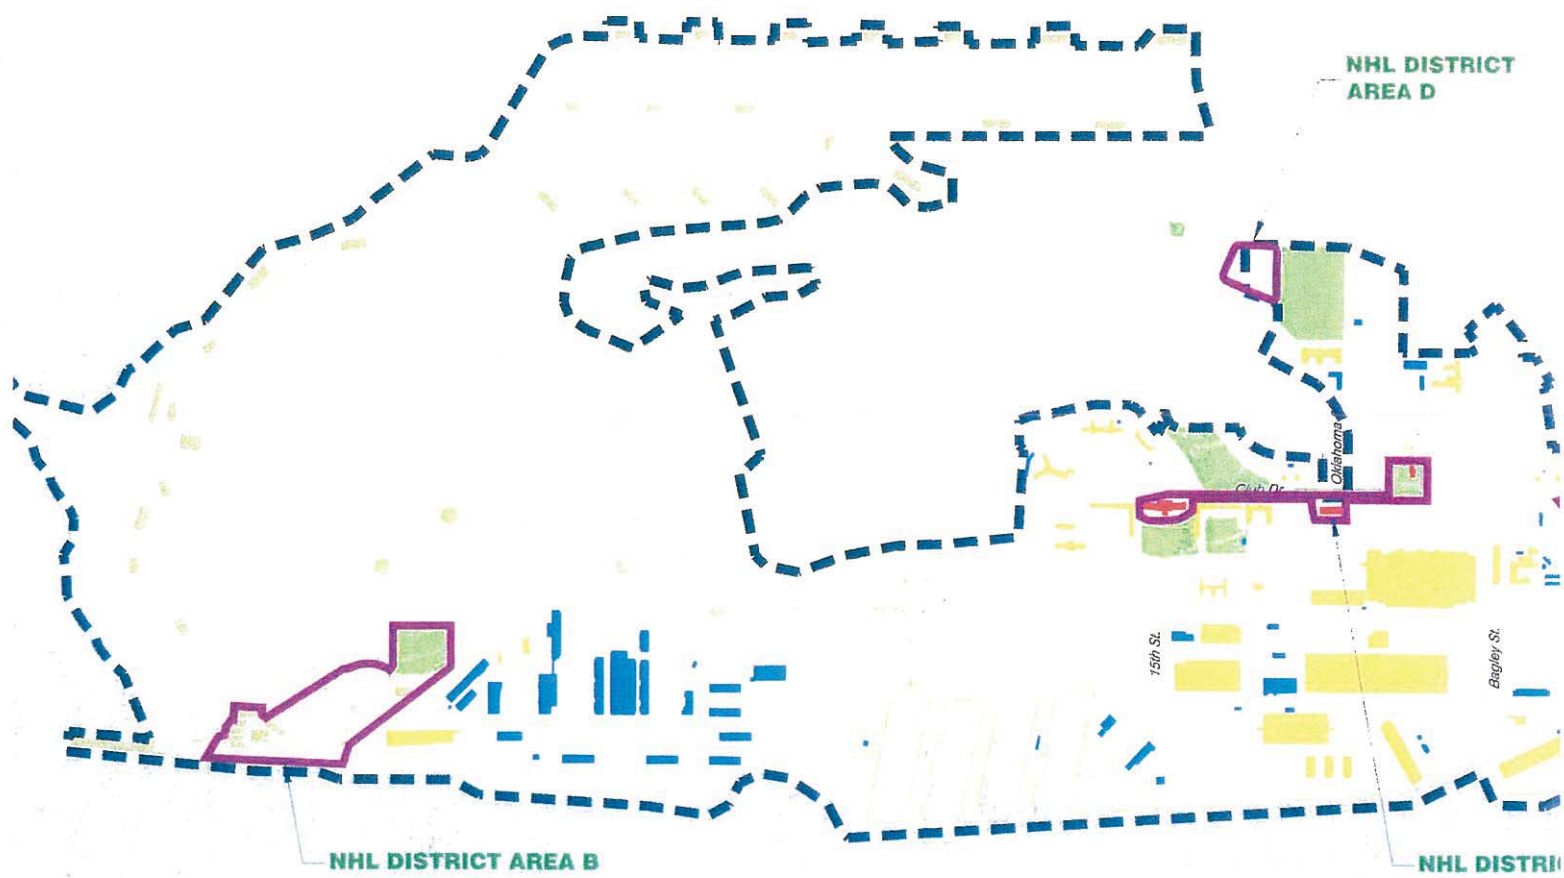 NHL DISTRICT
AREA D
Oklahoma
Club Dr.
15th St.
Bagley St.
NHL DISTRICT AREA B
NHL DISTRI